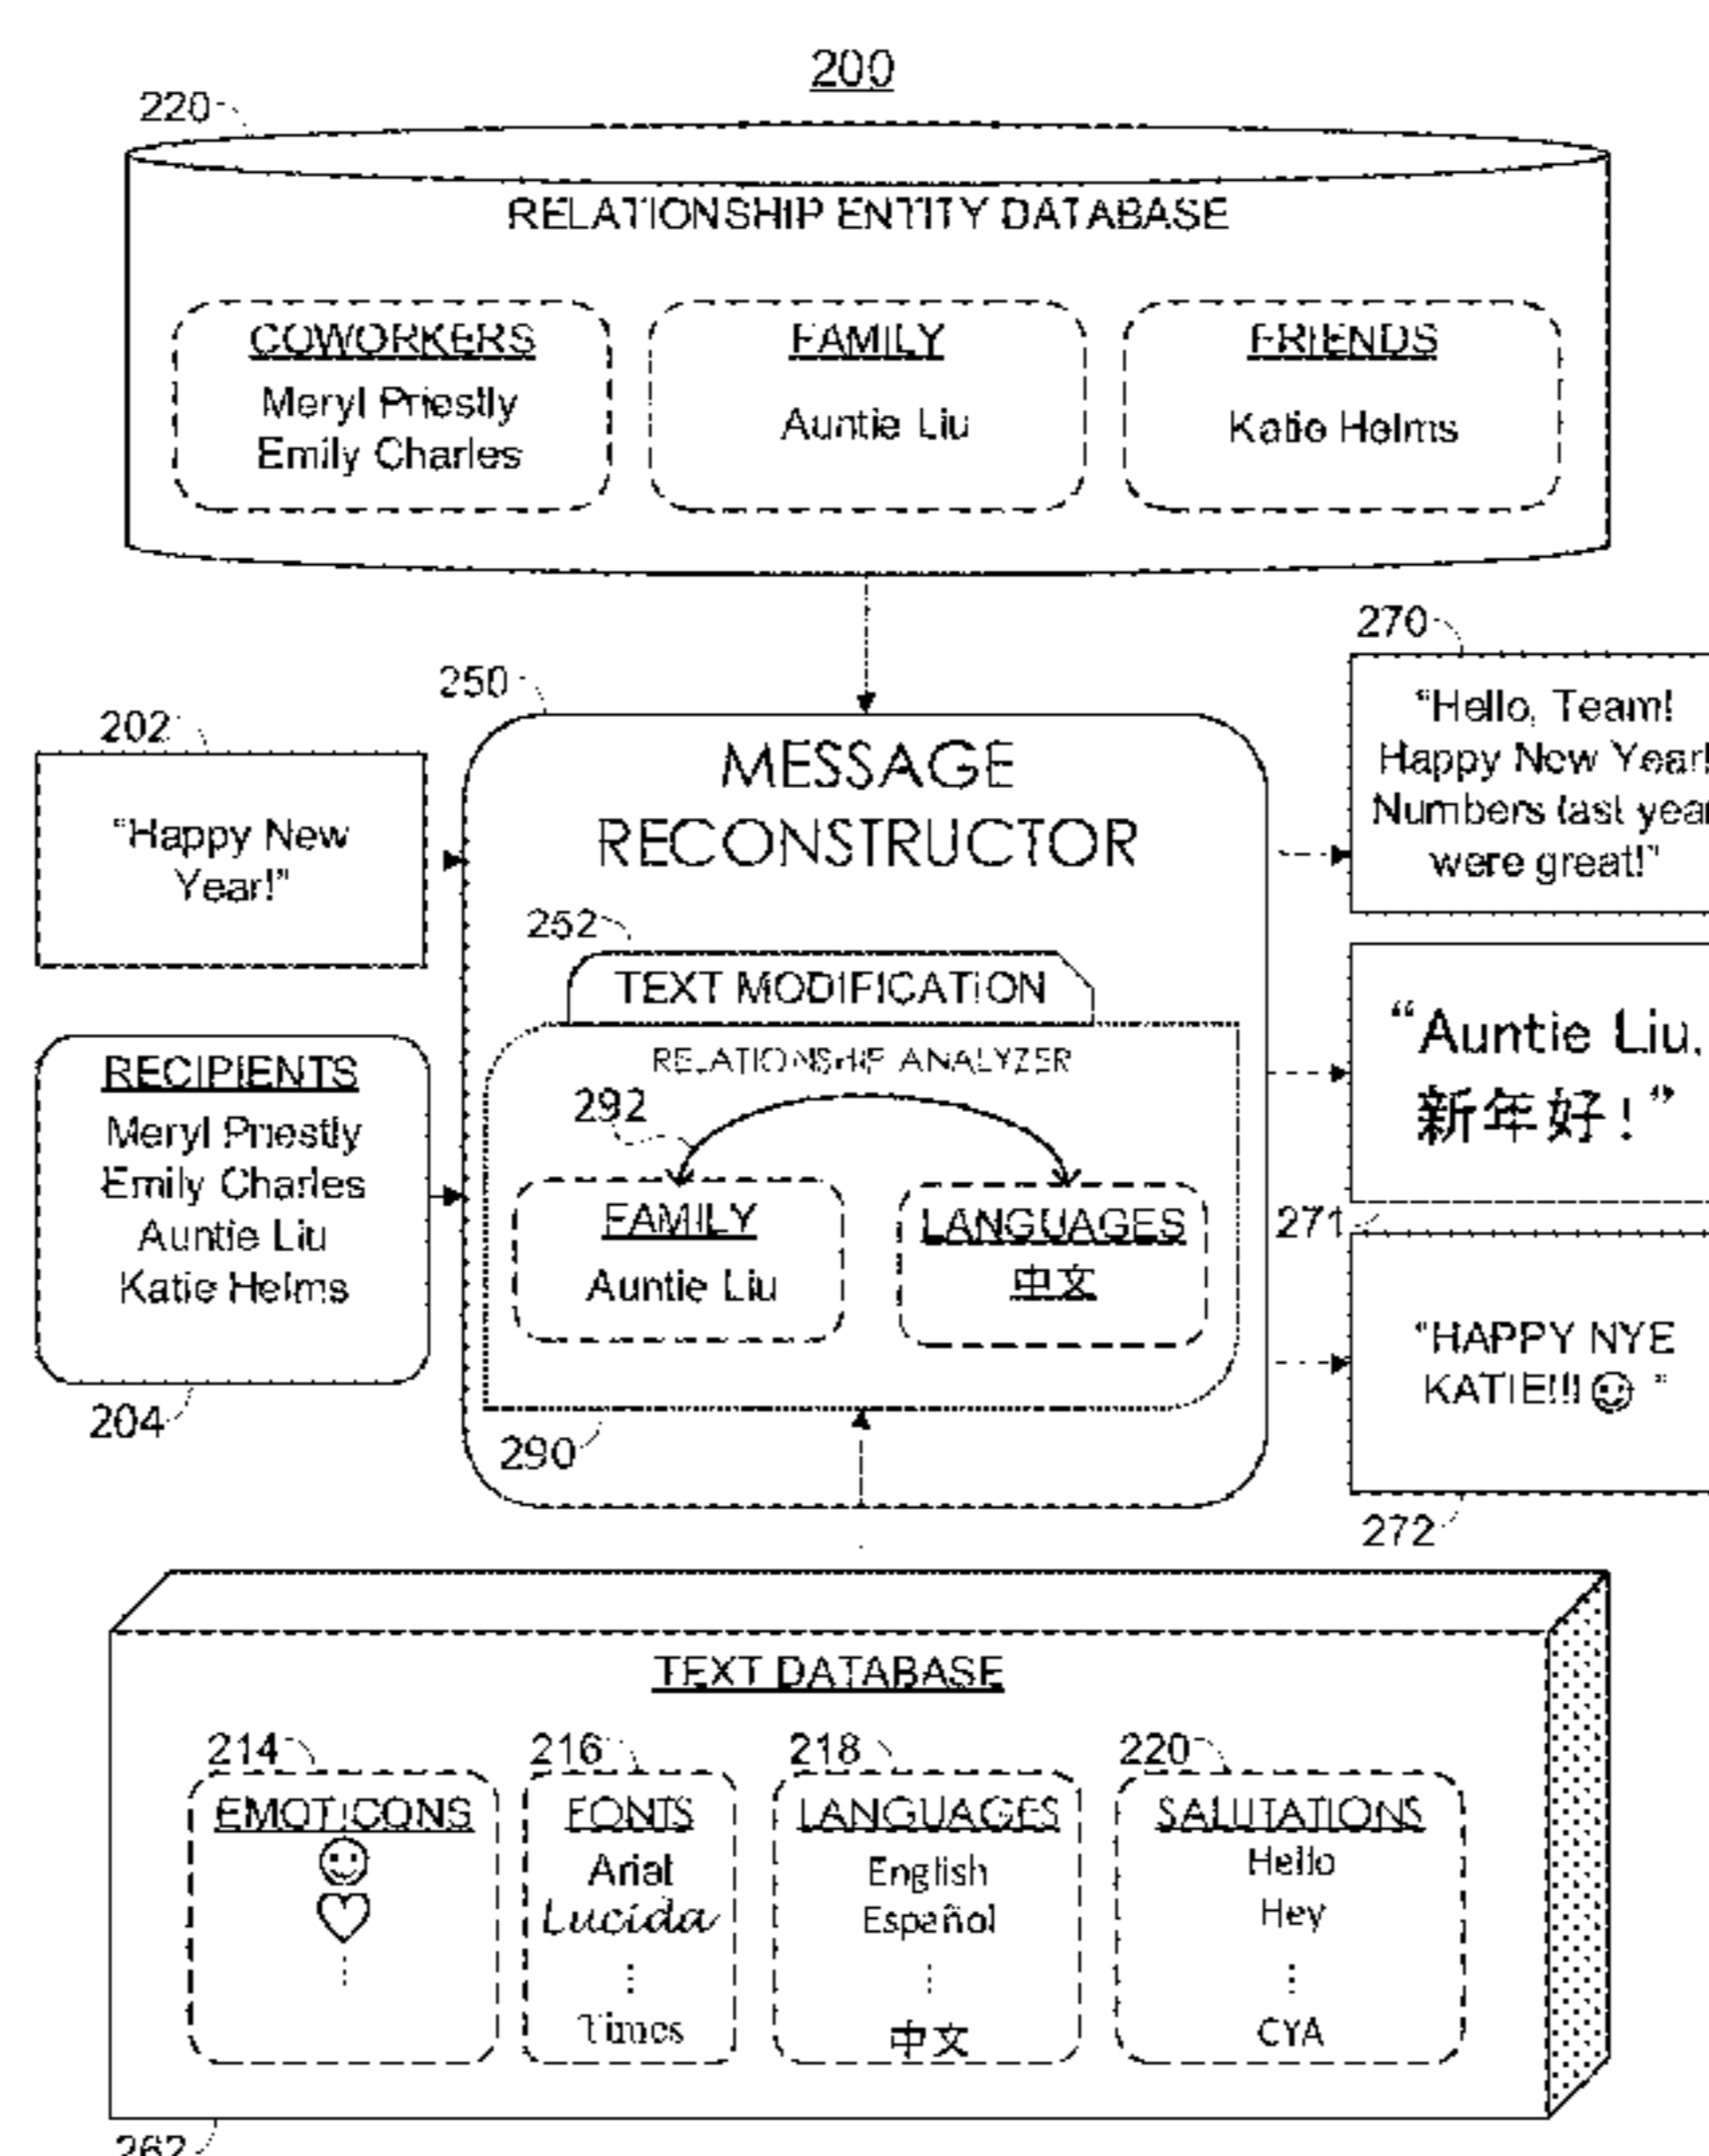 200
220
RELATIONSHIP ENTITY DATABASE
COWORKERS
Meryl Priestly
Emily Charles
FAMILY
Auntie Liu
FRIENDS
Katie Helms
202
“Happy New
Year!”
RECIPIENTS
Meryl Priestly
Emily Charles
Auntie Liu
Katie Helms
204
250
MESSAGE
RECONSTRUCTOR
252
TEXT MODIFICATION
RELATIONSHIP ANALYZER
292
FAMILY
Auntie Liu
LANGUAGES
中文
290
270
“Hello, Team!
Happy New Year!
Numbers last year
were great!”
“Auntie Liu,
新年好!”
271
“HAPPY NYE
KATIE!!!☺ ”
272
TEXT DATABASE
214
EMOTICONS
☺
♡
⋮
216
FONTS
Arial
Lucida
⋮
Times
218
LANGUAGES
English
Español
⋮
中文
220
SALUTATIONS
Hello
Hey
⋮
CYA
262